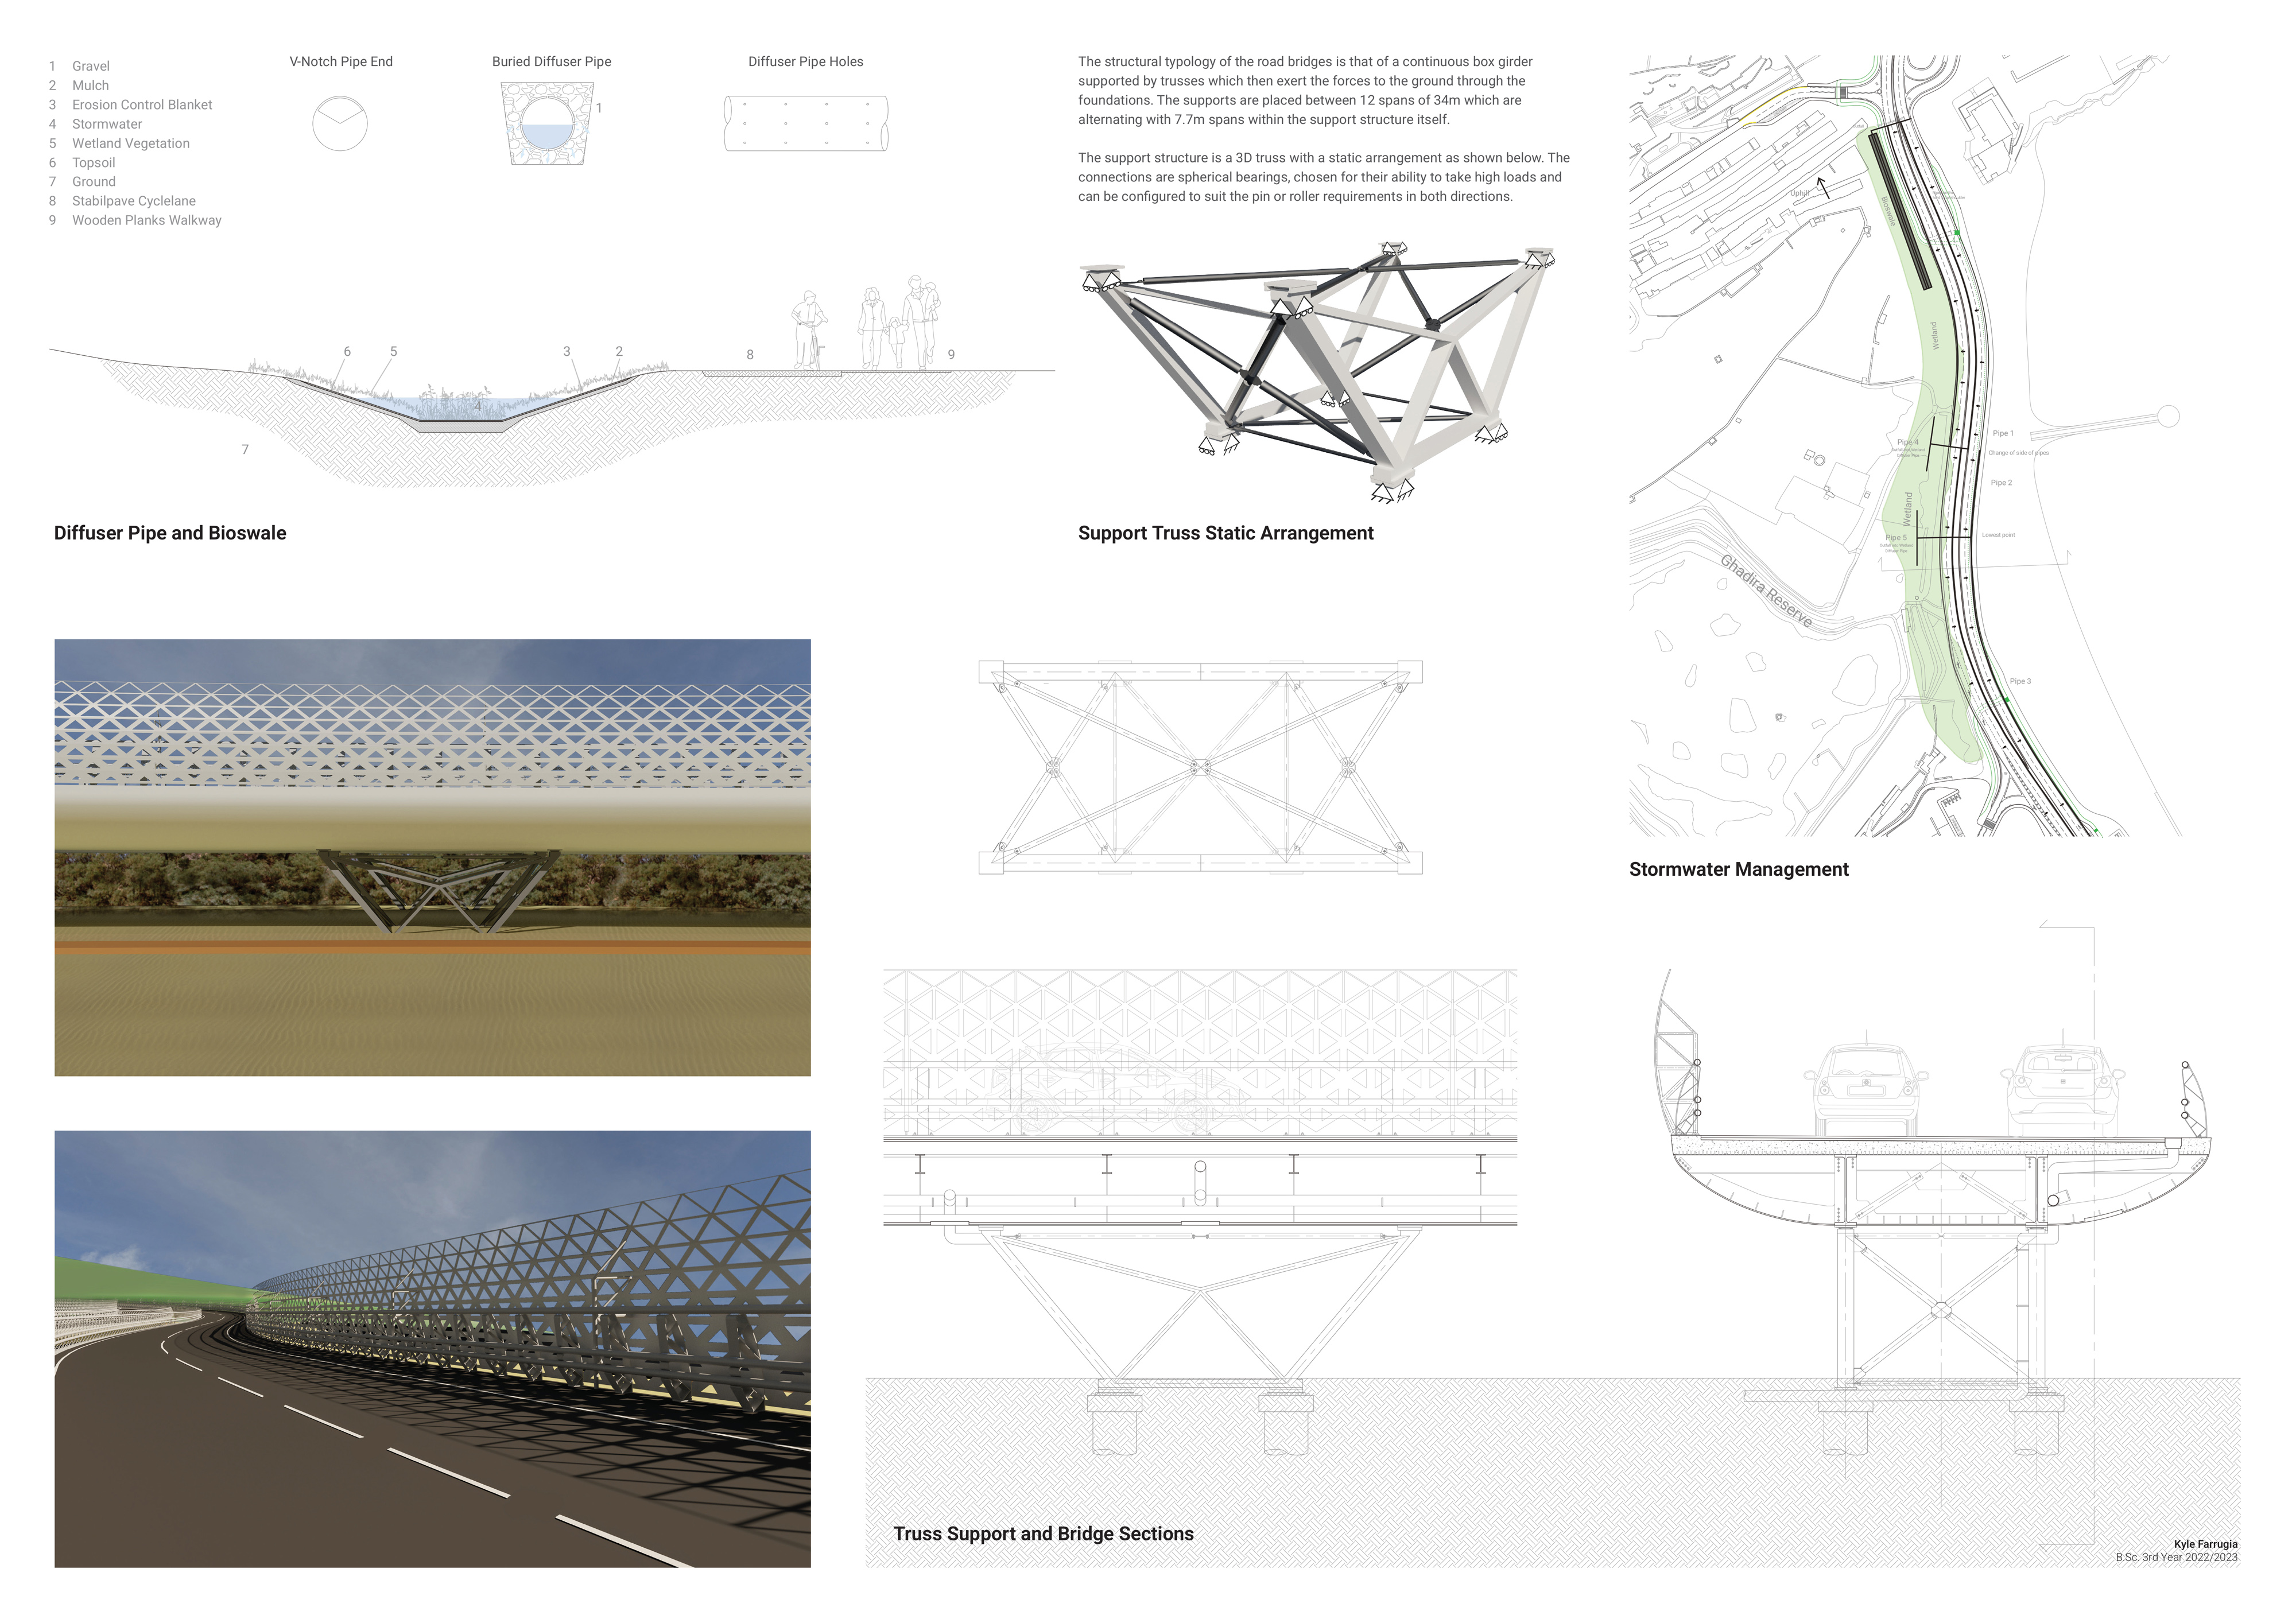 1 Gravel
2 Mulch
3 Erosion Control Blanket
4 Stormwater
5 Wetland Vegetation
6 Topsoil
7 Ground
8 Stabilpave Cyclelane
9 Wooden Planks Walkway
V-Notch Pipe End
Buried Diffuser Pipe
1
Diffuser Pipe Holes
6
5
3
2
8
9
4
7
Diffuser Pipe and Bioswale
The structural typology of the road bridges is that of a continuous box girder
supported by trusses which then exert the forces to the ground through the
foundations. The supports are placed between 12 spans of 34m which are
alternating with 7.7m spans within the support structure itself.
The support structure is a 3D truss with a static arrangement as shown below. The
connections are spherical bearings, chosen for their ability to take high loads and
can be configured to suit the pin or roller requirements in both directions.
Support Truss Static Arrangement
Uphill
Bioswale
Wetland
Pipe 4
Pipe 1
Change of side of pipes
Pipe 2
Wetland
Pipe 5
Lowest point
Ghadira Reserve
Pipe 3
Stormwater Management
Truss Support and Bridge Sections
Kyle Farrugia
B.Sc. 3rd Year 2022/2023